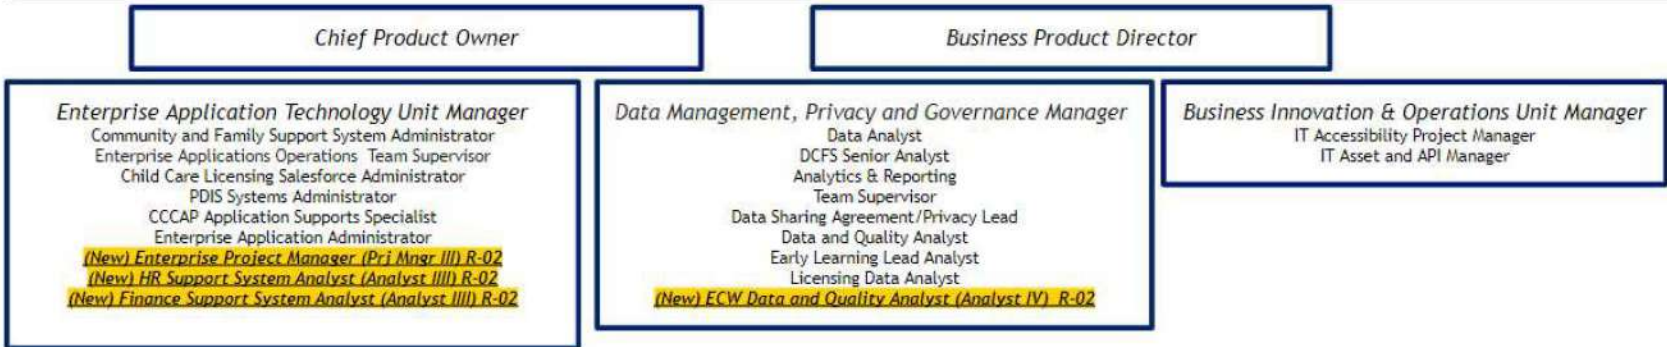 Chief Product Owner
Business Product Director
Enterprise Application Technology Unit Manager
Community and Family Support System Administrator
Enterprise Applications Operations Team Supervisor
Child Care Licensing Salesforce Administrator
PDIS Systems Administrator
CCCAP Application Supports Specialist
Enterprise Application Administrator
(New) Enterprise Project Manager (Prj Mngr III) R-02
(New) HR Support System Analyst (Analyst IIII) R-02
(New) Finance Support System Analyst (Analyst IIII) R-02
Data Management, Privacy and Governance Manager
Data Analyst
DCFS Senior Analyst
Analytics & Reporting
Team Supervisor
Data Sharing Agreement/Privacy Lead
Data and Quality Analyst
Early Learning Lead Analyst
Licensing Data Analyst
(New) ECW Data and Quality Analyst (Analyst IV) R-02
Business Innovation & Operations Unit Manager
IT Accessibility Project Manager
IT Asset and API Manager